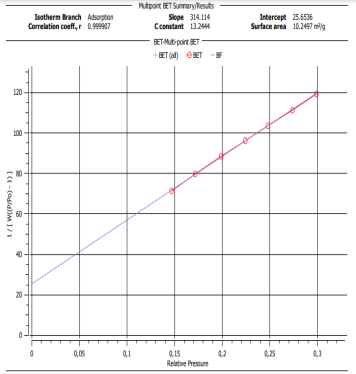 Multipoint BET Summary/Results
Isotherm Branch Adsorption Slope 314.114 Intercept 25.6536
Correlation coeff., r 0.999907 C constant 13.2444 Surface area 10.2497 m²/g
BET-Multi-point BET
BET (all) BET BF
120
100
80
60
40
20
0
1 / [ W((P/Po) - 1) ]
0 0,05 0,1 0,15 0,2 0,25 0,3
Relative Pressure